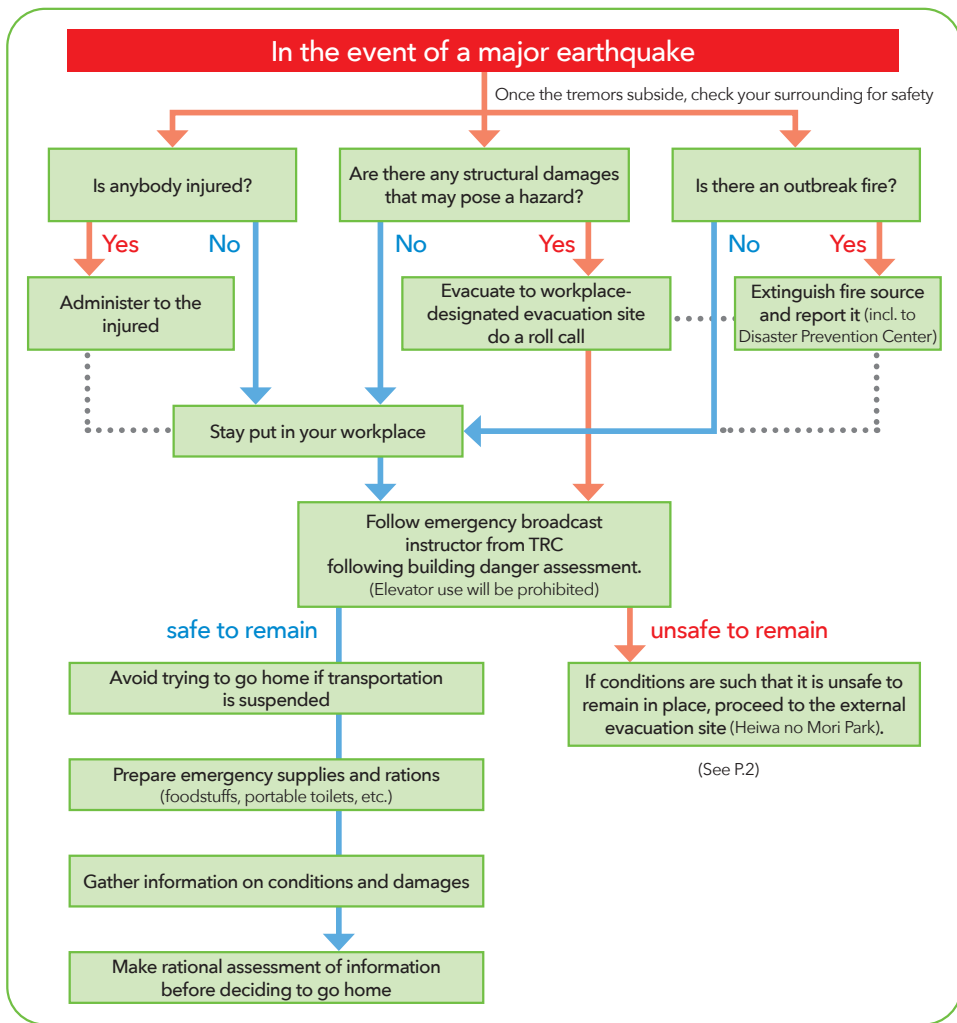 In the event of a major earthquake
Once the tremors subside, check your surrounding for safety
Is anybody injured?
Are there any structural damages
that may pose a hazard?
Is there an outbreak fire?
Yes
No
No
Yes
No
Yes
Administer to the
injured
Evacuate to workplace-
designated evacuation site
do a roll call
Extinguish fire source
and report it (incl. to
Disaster Prevention Center)
Stay put in your workplace
Follow emergency broadcast
instructor from TRC
following building danger assessment.
(Elevator use will be prohibited)
safe to remain
unsafe to remain
Avoid trying to go home if transportation
is suspended
If conditions are such that it is unsafe to
remain in place, proceed to the external
evacuation site (Heiwa no Mori Park).
(See P.2)
Prepare emergency supplies and rations
(foodstuffs, portable toilets, etc.)
Gather information on conditions and damages
Make rational assessment of information
before deciding to go home